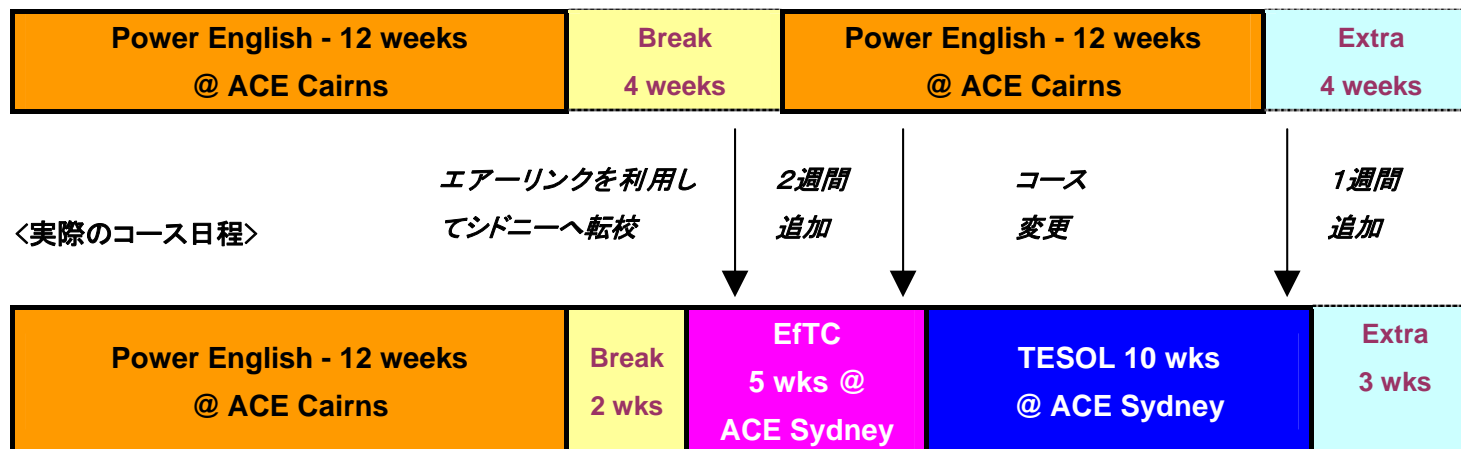 Power English - 12 weeks
@ ACE Cairns
Break
4 weeks
Power English - 12 weeks
@ ACE Cairns
Extra
4 weeks
エアーリンクを利用し
てシドニーへ転校
2週間
追加
コース
変更
1週間
追加
<実際のコース日程>
Power English - 12 weeks
@ ACE Cairns
Break
2 wks
EfTC
5 wks @
ACE Sydney
TESOL 10 wks
@ ACE Sydney
Extra
3 wks